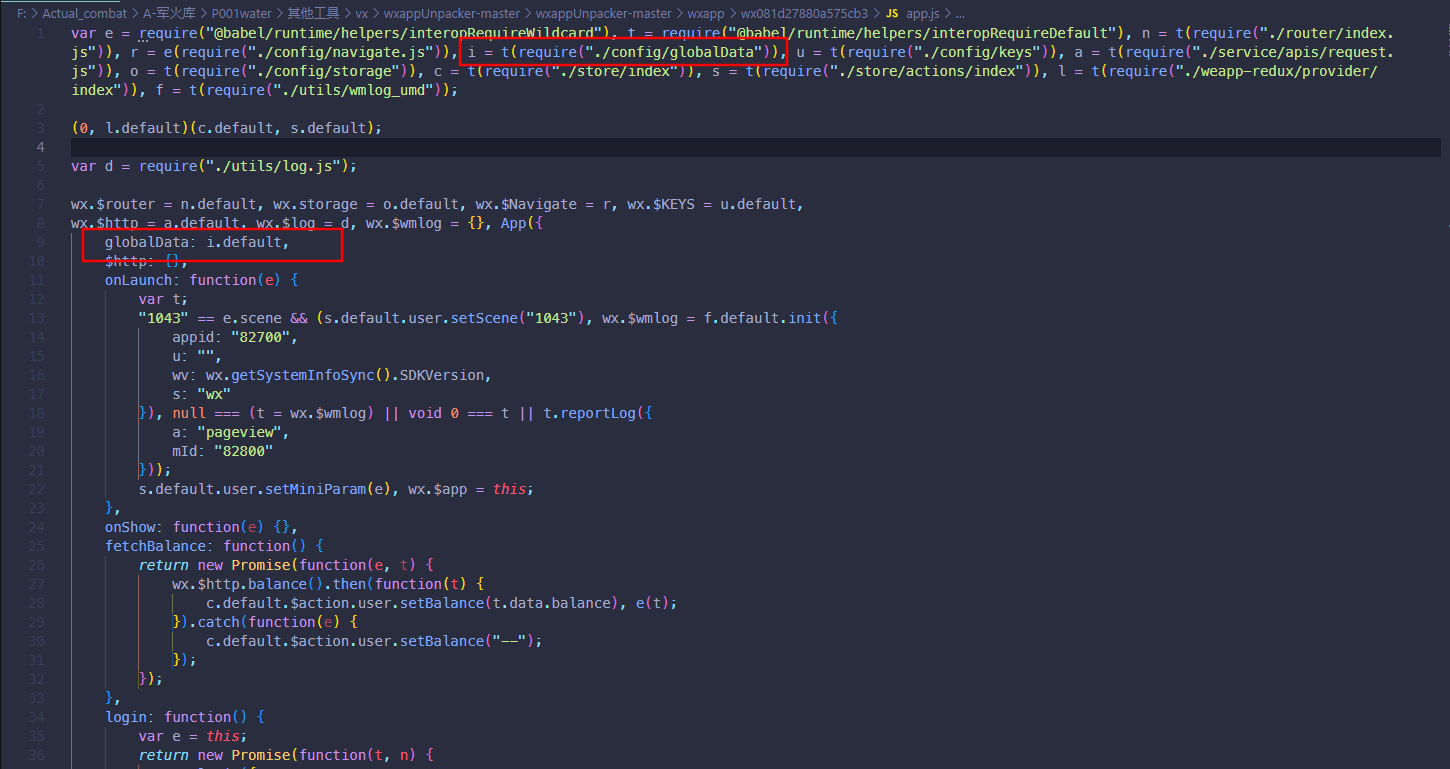 F: > Actual_combat > A-军火库 > P001water > 其他工具 > vx > wxappUnpacker-master > wxappUnpacker-master > wxapp > wx081d27880a575cb3 > JS app.js > ...
1 var e = require("@babel/runtime/helpers/interopRequireWildcard"), t = require("@babel/runtime/helpers/interopRequireDefault"), n = t(require("./router/index.
js")), r = e(require("./config/navigate.js")), i = t(require("./config/globalData")), u = t(require("./config/keys")), a = t(require("./service/apis/request.
js")), o = t(require("./config/storage")), c = t(require("./store/index")), s = t(require("./store/actions/index")), l = t(require("./weapp-redux/provider/
index")), f = t(require("./utils/wmlog_umd"));
2
3 (0, l.default)(c.default, s.default);
4
5 var d = require("./utils/log.js");
6
7 wx.$router = n.default, wx.storage = o.default, wx.$Navigate = r, wx.$KEYS = u.default,
8 wx.$http = a.default, wx.$log = d, wx.$wmlog = {}, App({
9 globalData: i.default,
10 $http: {},
11 onLaunch: function(e) {
12 var t;
13 "1043" == e.scene && (s.default.user.setScene("1043"), wx.$wmlog = f.default.init({
14 appid: "82700",
15 u: "",
16 wv: wx.getSystemInfoSync().SDKVersion,
17 s: "wx"
18 }), null === (t = wx.$wmlog) || void 0 === t || t.reportLog({
19 a: "pageview",
20 mId: "82800"
21 }));
22 s.default.user.setMiniParam(e), wx.$app = this;
23 },
24 onShow: function(e) {},
25 fetchBalance: function() {
26 return new Promise(function(e, t) {
27 wx.$http.balance().then(function(t) {
28 c.default.$action.user.setBalance(t.data.balance), e(t);
29 }).catch(function(e) {
30 c.default.$action.user.setBalance("--");
31 });
32 });
33 },
34 login: function() {
35 var e = this;
36 return new Promise(function(t, n) {